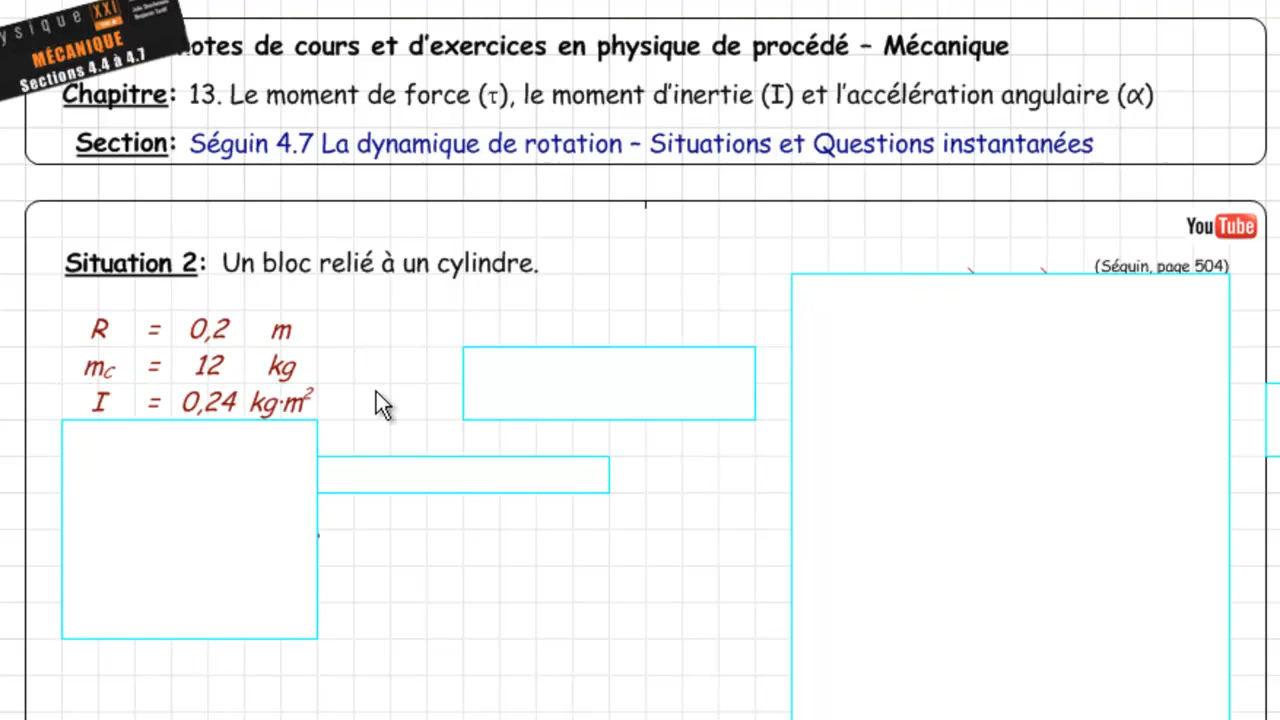 ysique XXI
MÉCANIQUE
Sections 4.4 à 4.7
notes de cours et d'exercices en physique de procédé – Mécanique
Chapitre: 13. Le moment de force (τ), le moment d'inertie (I) et l'accélération angulaire (α)
Section: Séguin 4.7 La dynamique de rotation – Situations et Questions instantanées
YouTube
Situation 2: Un bloc relié à un cylindre.
(Séguin, page 504)
R = 0,2 m
mC = 12 kg
I = 0,24 kg·m²